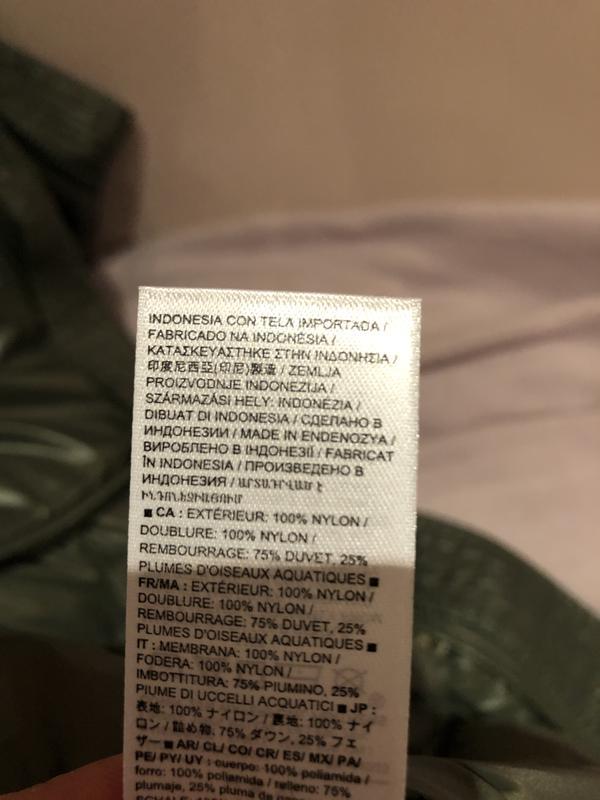 INDONESIA CON TELA IMPORTADA /
FABRICADO NA INDONÉSIA /
ΚΑΤΑΣΚΕΥΑΣΤΗΚΕ ΣΤΗΝ ΙΝΔΟΝΗΣΙΑ /
印度尼西亞(印尼)製造 / ZEMLJA
PROIZVODNJE INDONEZIJA /
SZÁRMAZÁSI HELY: INDONÉZIA /
DIBUAT DI INDONESIA / СДЕЛАНО В
ИНДОНЕЗИИ / MADE IN ENDENOZYA /
ВИРОБЛЕНО В ІНДОНЕЗІЇ / FABRICAT
ÎN INDONESIA / ПРОИЗВЕДЕНО В
ИНДОНЕЗИЯ / ԱՐՏԱԴՐՎԱԾ Է
ԻՆԴՈՆԵԶԻԱՅՈՒՄ
■ CA : EXTÉRIEUR: 100% NYLON /
DOUBLURE: 100% NYLON /
REMBOURRAGE: 75% DUVET, 25%
PLUMES D'OISEAUX AQUATIQUES ■
FR/MA : EXTÉRIEUR: 100% NYLON /
DOUBLURE: 100% NYLON /
REMBOURRAGE: 75% DUVET, 25%
PLUMES D'OISEAUX AQUATIQUES ■
IT : MEMBRANA: 100% NYLON /
FODERA: 100% NYLON /
IMBOTTITURA: 75% PIUMINO, 25%
PIUME DI UCCELLI ACQUATICI ■ JP :
表地: 100% ナイロン / 裏地: 100% ナイ
ロン / 詰め物: 75% ダウン, 25% フェ
ザー ■ AR/ CL/ CO/ CR/ ES/ MX/ PA/
PE/ PY/ UY : cuerpo: 100% poliamida /
forro: 100% poliamida / relleno: 75%
plumaje, 25% pluma de